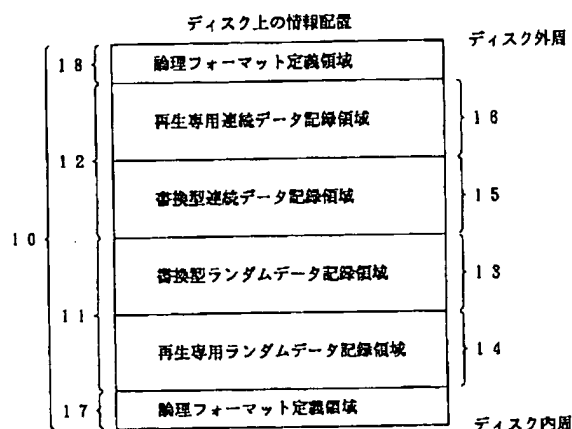 ディスク上の情報配置
ディスク外周
18 論理フォーマット定義領域
再生専用連続データ記録領域 16
12
書換型連続データ記録領域 15
10
書換型ランダムデータ記録領域 13
11
再生専用ランダムデータ記録領域 14
17 論理フォーマット定義領域
ディスク内周